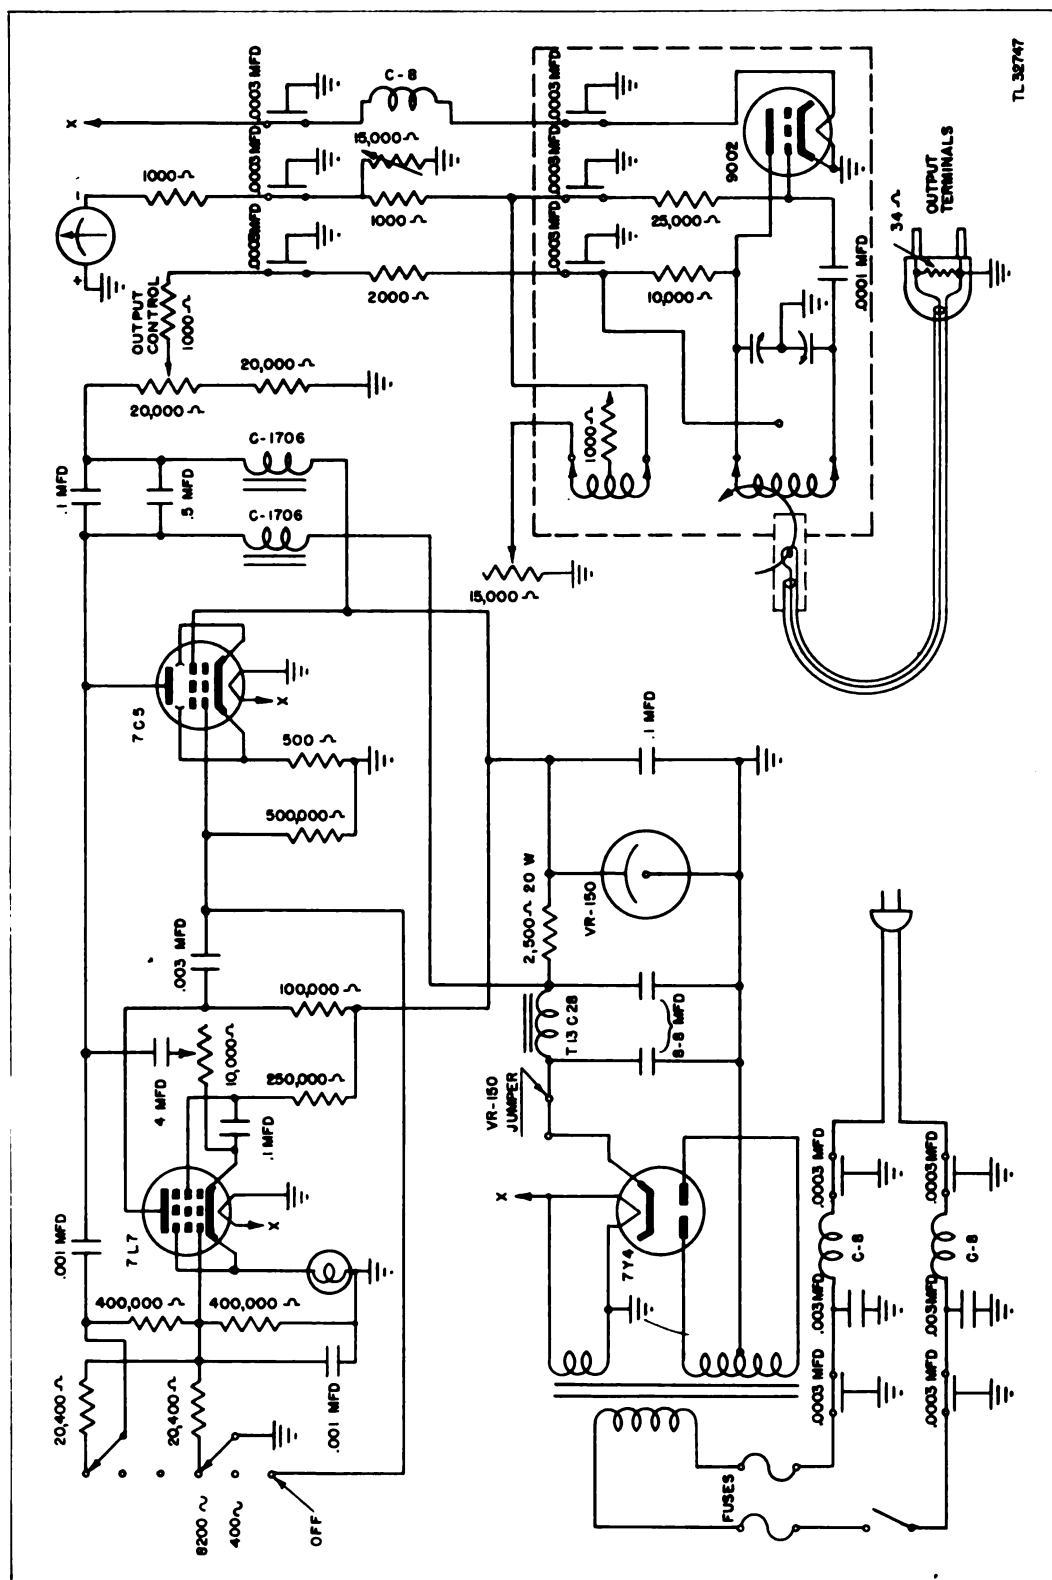 TL 32747
X
.0003 MFD
C-8
.0003 MFD
-
1000 Ω
.0003 MFD
15,000 Ω
1000 Ω
.0003 MFD
25,000 Ω
9002
+
OUTPUT
CONTROL
1000 Ω
.0003 MFD
2000 Ω
.0003 MFD
10,000 Ω
.0001 MFD
34 Ω
OUTPUT
TERMINALS
20,000 Ω
20,000 Ω
.1 MFD
.5 MFD
C-1706
C-1706
1000 Ω
15,000 Ω
7C5
X
500 Ω
500,000 Ω
.1 MFD
.003 MFD
100,000 Ω
2,500 Ω 20 W
VR-150
4 MFD
10,000 Ω
250,000 Ω
.1 MFD
T 13 C 28
8-8 MFD
VR-150
JUMPER
.001 MFD
7L7
X
X
7Y4
400,000 Ω
400,000 Ω
20,400 Ω
20,400 Ω
.001 MFD
8200 ~
400 ~
OFF
FUSES
.0003 MFD
.003 MFD
C-8
.0003 MFD
.0003 MFD
.003 MFD
C-8
.0003 MFD